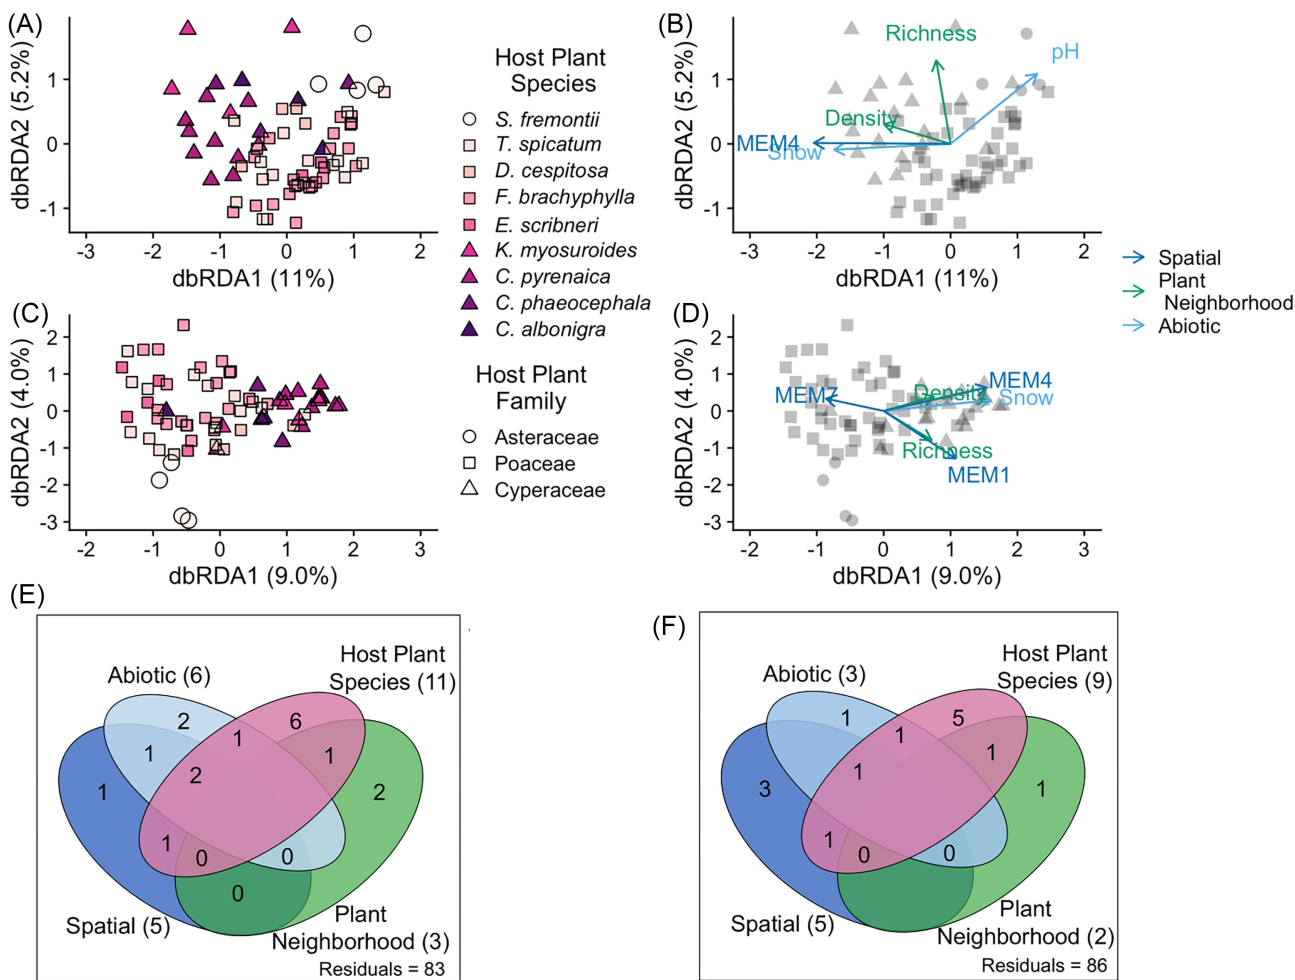 (A)
dbRDA2 (5.2%)
1
0
-1
-3
-2
-1
0
1
2
dbRDA1 (11%)
Host Plant
Species
S. fremontii
T. spicatum
D. cespitosa
F. brachyphylla
E. scribneri
K. myosuroides
C. pyrenaica
C. phaeocephala
C. albonigra
Host Plant
Family
Asteraceae
Poaceae
Cyperaceae
(B)
dbRDA2 (5.2%)
1
0
-1
Richness
pH
Density
MEM4
Snow
-3
-2
-1
0
1
2
dbRDA1 (11%)
Spatial
Plant
Neighborhood
Abiotic
(C)
dbRDA2 (4.0%)
2
1
0
-1
-2
-3
-2
-1
0
1
2
3
dbRDA1 (9.0%)
(D)
dbRDA2 (4.0%)
2
1
0
-1
-2
-3
MEM7
Density
MEM4
Snow
Richness
MEM1
-2
-1
0
1
2
3
dbRDA1 (9.0%)
(E)
Abiotic (6)
Host Plant
Species (11)
2
6
1
1
1
2
1
2
1
0
0
0
Spatial (5)
Plant
Neighborhood (3)
Residuals = 83
(F)
Abiotic (3)
Host Plant
Species (9)
1
5
1
1
1
3
1
1
0
0
Spatial (5)
Plant
Neighborhood (2)
Residuals = 86